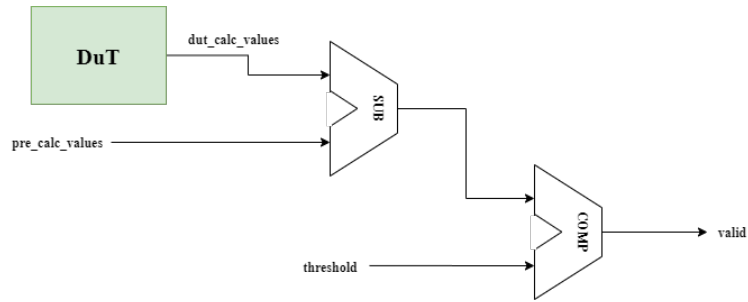 DuT
dut_calc_values
pre_calc_values
SUB
COMP
valid
threshold